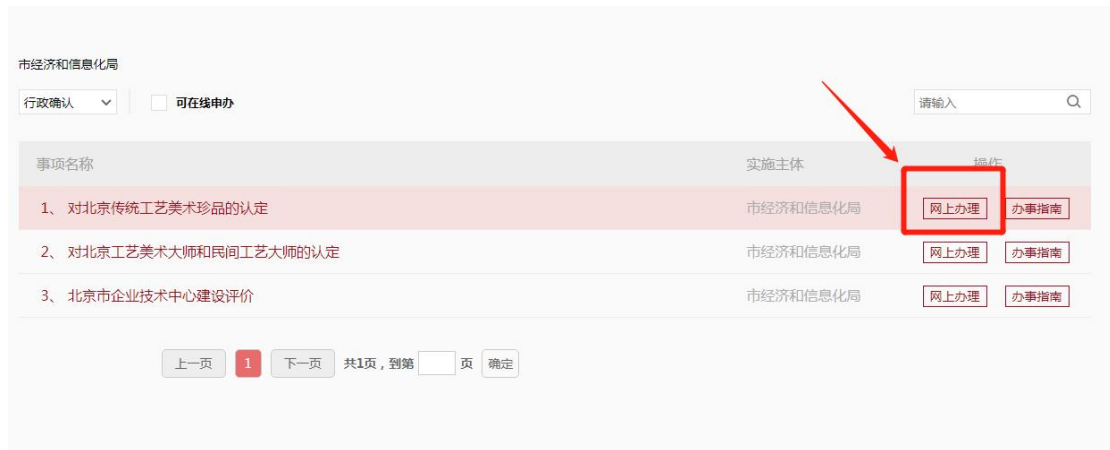 市经济和信息化局
行政确认 可在线申办 请输入
事项名称 实施主体 操作
1、 对北京传统工艺美术珍品的认定 市经济和信息化局 网上办理 办事指南
2、 对北京工艺美术大师和民间工艺大师的认定 市经济和信息化局 网上办理 办事指南
3、 北京市企业技术中心建设评价 市经济和信息化局 网上办理 办事指南
上一页 1 下一页 共1页，到第 页 确定